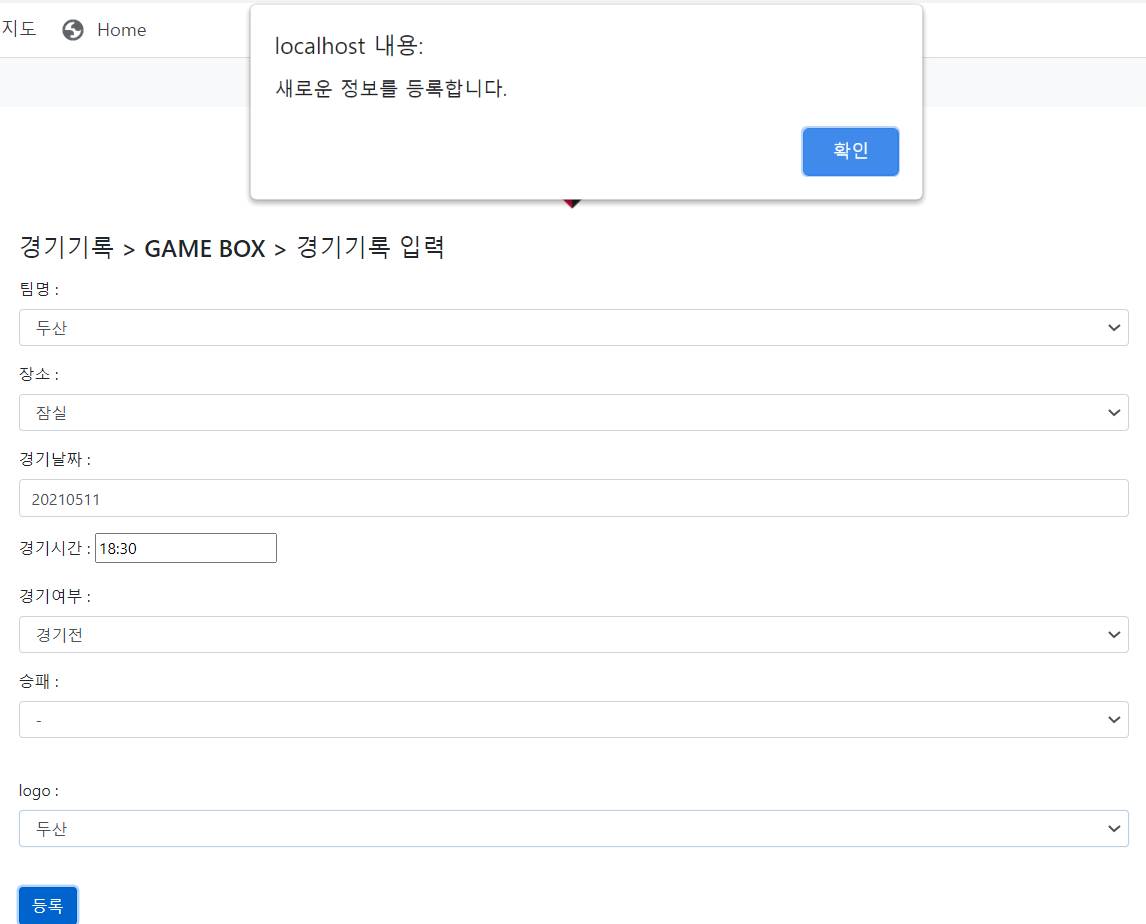 지도 Home
localhost 내용:
새로운 정보를 등록합니다.
확인
경기기록 > GAME BOX > 경기기록 입력
팀명 :
두산
장소 :
잠실
경기날짜 :
20210511
경기시간 : 18:30
경기여부 :
경기전
승패 :
-
logo :
두산
등록